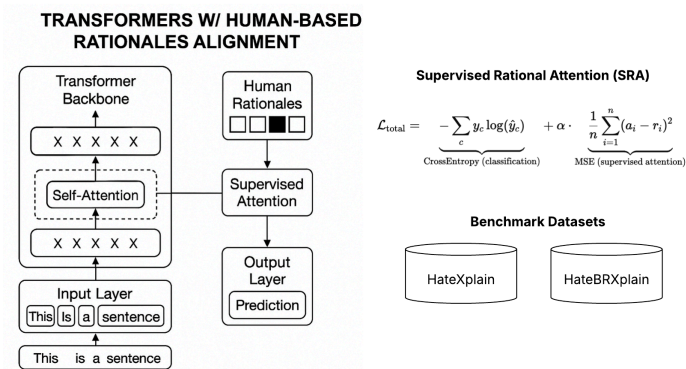 TRANSFORMERS W/ HUMAN-BASED
RATIONALES ALIGNMENT
Transformer
Backbone
X X X X X
Self-Attention
X X X X X
Input Layer
This Is a sentence
This is a sentence
Human
Rationales
Supervised
Attention
Output
Layer
Prediction
Supervised Rational Attention (SRA)
ℒtotal = −∑c yc log(ŷc) + α · 1/n ∑i=1n (ai − ri)2
CrossEntropy (classification) MSE (supervised attention)
Benchmark Datasets
HateXplain HateBRXplain